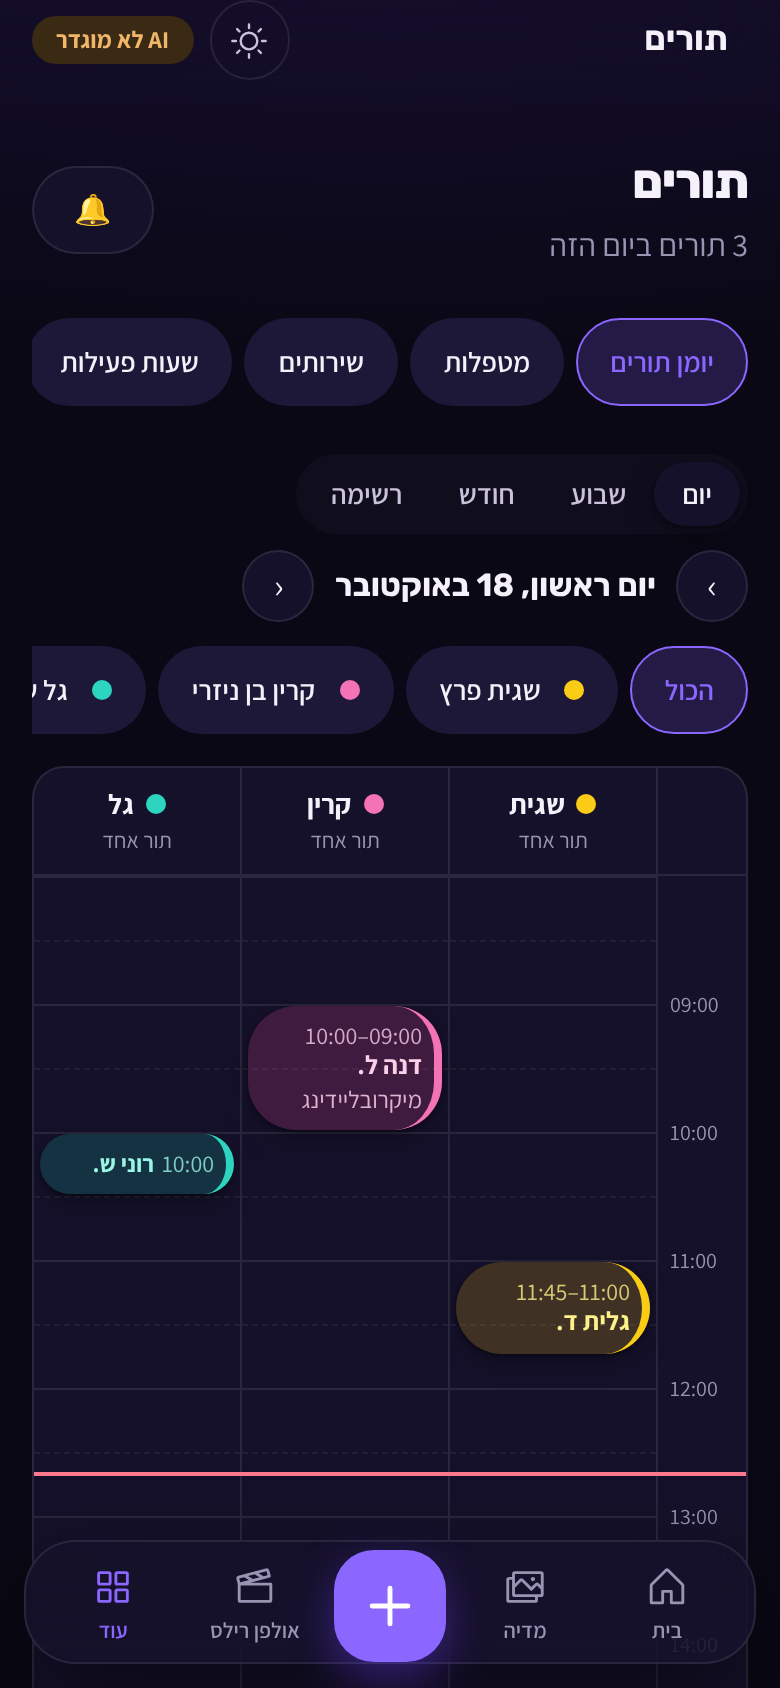 תורים
AI לא מוגדר
תורים
3 תורים ביום הזה
יומן תורים
מטפלות
שירותים
שעות פעילות
יום
שבוע
חודש
רשימה
יום ראשון, 18 באוקטובר
הכול
שגית פרץ
קרין בן ניזרי
גל
שגית
קרין
גל
תור אחד
תור אחד
תור אחד
09:00
09:00–10:00
דנה ל.
מיקרובליידינג
10:00
10:00 רוני ש.
11:00
11:00–11:45
גלית ד.
12:00
13:00
14:00
בית
מדיה
אולפן רילס
עוד